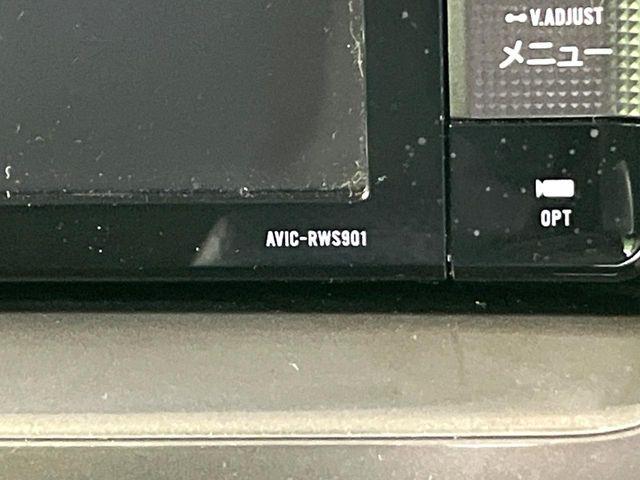 V.ADJUST
メニュー
OPT
AVIC-RWS901